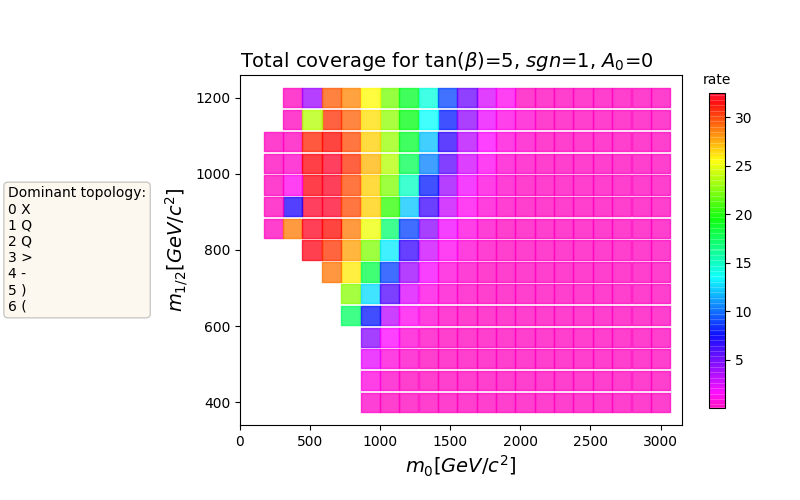 Total coverage for tan(β)=5, sgn=1, A₀=0
rate
1200
1000
800
600
400
m₁/₂[GeV/c²]
0 500 1000 1500 2000 2500 3000
m₀[GeV/c²]
30
25
20
15
10
5
Dominant topology:
0 X
1 Q
2 Q
3 >
4 -
5 )
6 (